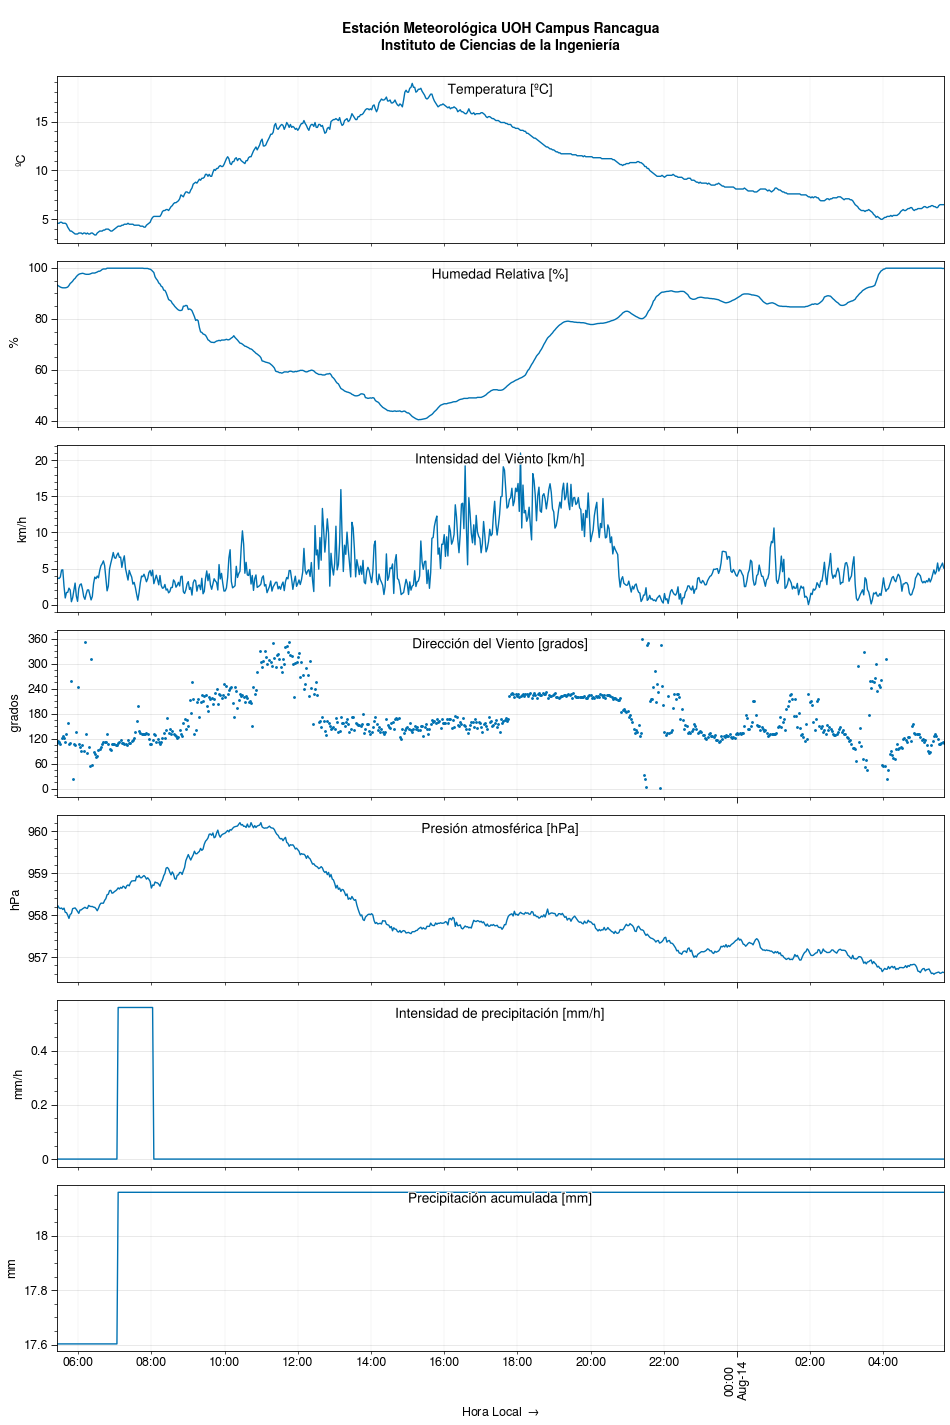 Estación Meteorológica UOH Campus Rancagua
Instituto de Ciencias de la Ingeniería
Temperatura [ºC]
15
10
5
ºC
Humedad Relativa [%]
100
80
60
40
%
Intensidad del Viento [km/h]
20
15
10
5
0
km/h
Dirección del Viento [grados]
360
300
240
180
120
60
0
grados
Presión atmosférica [hPa]
960
959
958
957
hPa
Intensidad de precipitación [mm/h]
0.4
0.2
0
mm/h
Precipitación acumulada [mm]
18
17.8
17.6
mm
06:00 08:00 10:00 12:00 14:00 16:00 18:00 20:00 22:00 00:00 02:00 04:00
Aug-14
Hora Local →